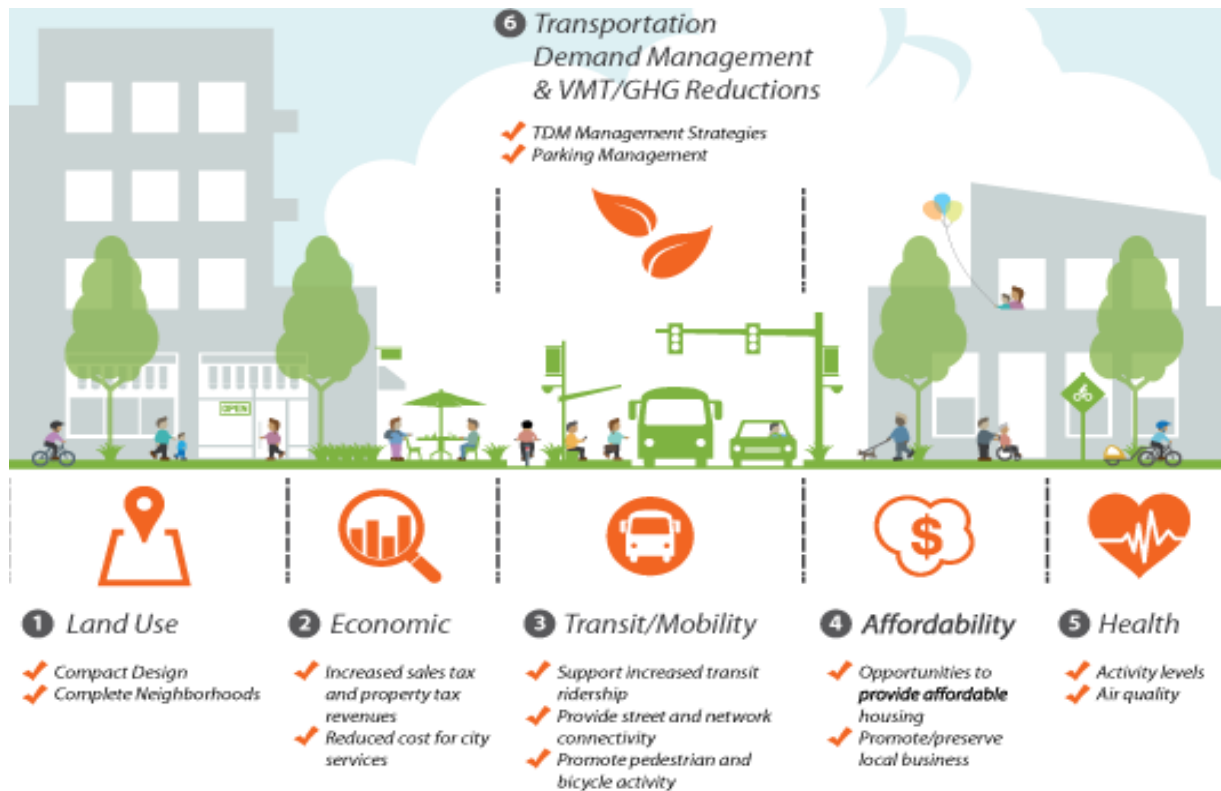 6 Transportation
Demand Management
& VMT/GHG Reductions
TDM Management Strategies
Parking Management
OPEN
$
1 Land Use
Compact Design
Complete Neighborhoods
2 Economic
Increased sales tax
and property tax
revenues
Reduced cost for city
services
3 Transit/Mobility
Support increased transit
ridership
Provide street and network
connectivity
Promote pedestrian and
bicycle activity
4 Affordability
Opportunities to
provide affordable
housing
Promote/preserve
local business
5 Health
Activity levels
Air quality